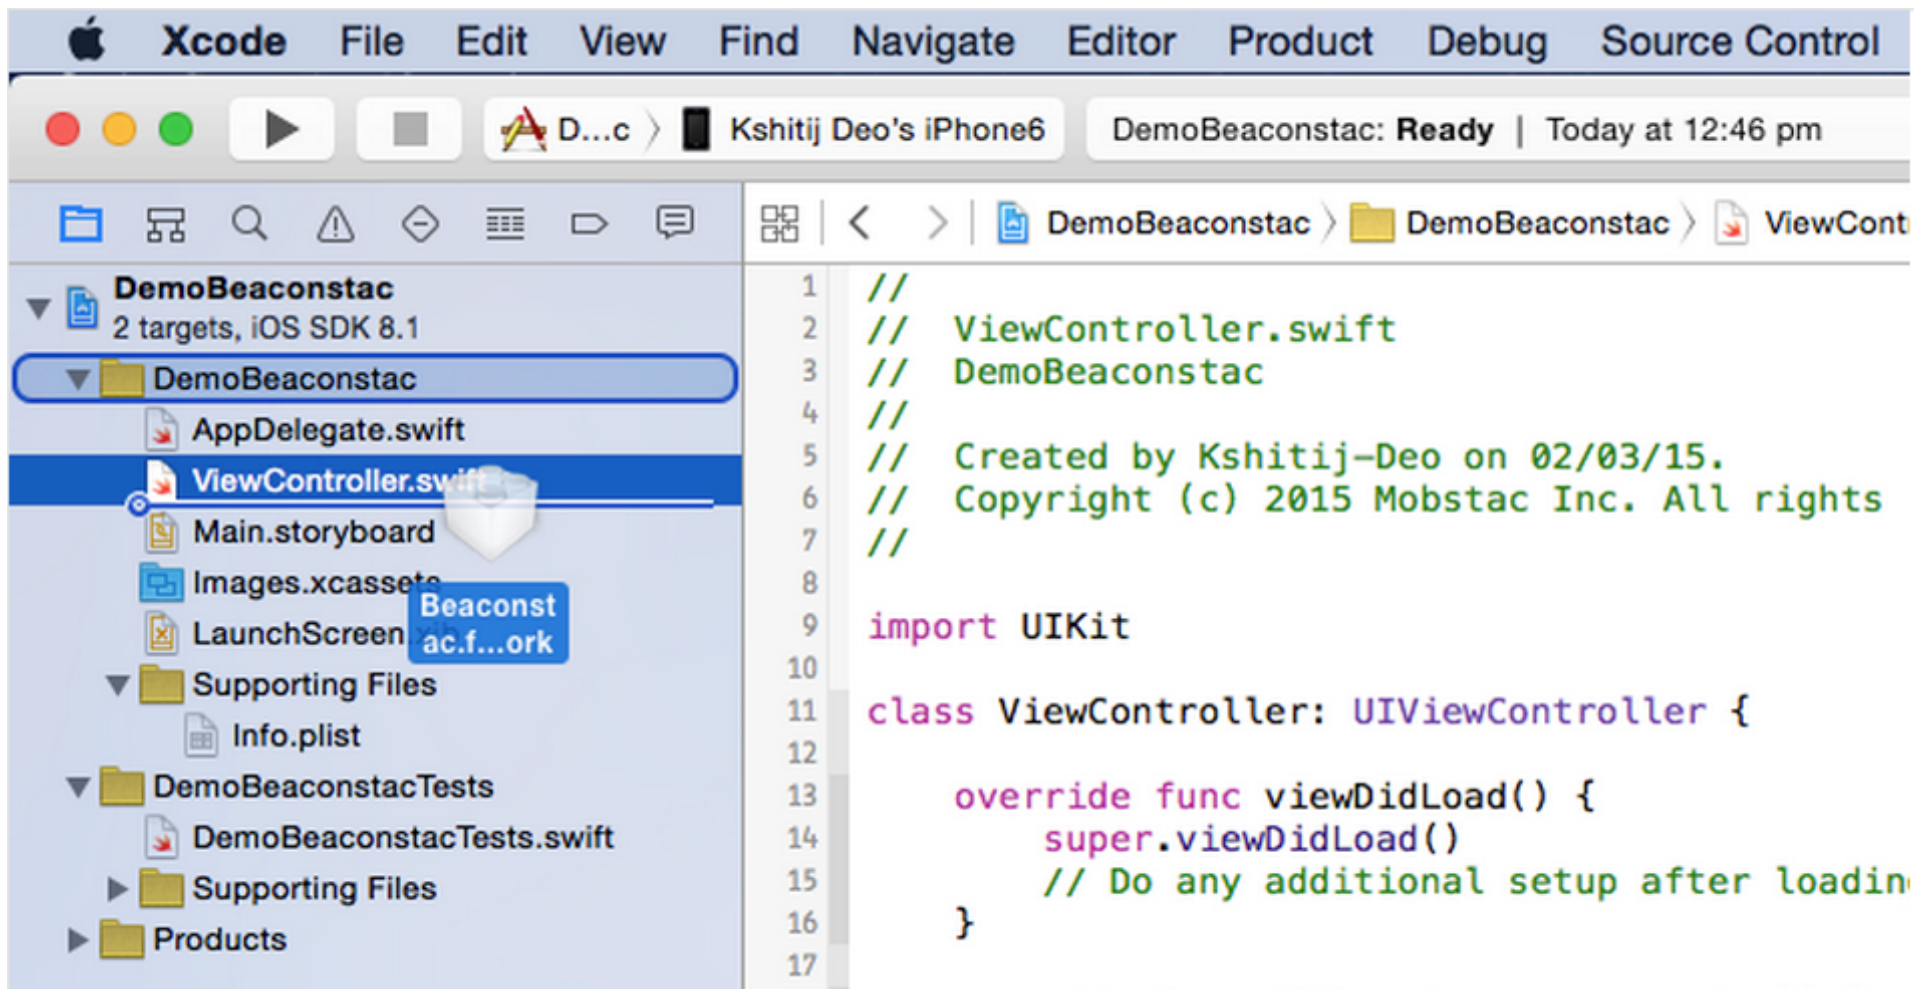 Xcode File Edit View Find Navigate Editor Product Debug Source Control
D...c Kshitij Deo's iPhone6 DemoBeaconstac: Ready | Today at 12:46 pm
DemoBeaconstac DemoBeaconstac ViewCont
DemoBeaconstac
2 targets, iOS SDK 8.1
DemoBeaconstac
AppDelegate.swift
ViewController.swift
Main.storyboard
Images.xcassets
LaunchScreen.xib
Beaconst
ac.f...ork
Supporting Files
Info.plist
DemoBeaconstacTests
DemoBeaconstacTests.swift
Supporting Files
Products
1 //
2 // ViewController.swift
3 // DemoBeaconstac
4 //
5 // Created by Kshitij-Deo on 02/03/15.
6 // Copyright (c) 2015 Mobstac Inc. All rights
7 //
8
9 import UIKit
10
11 class ViewController: UIViewController {
12
13 override func viewDidLoad() {
14 super.viewDidLoad()
15 // Do any additional setup after loadin
16 }
17